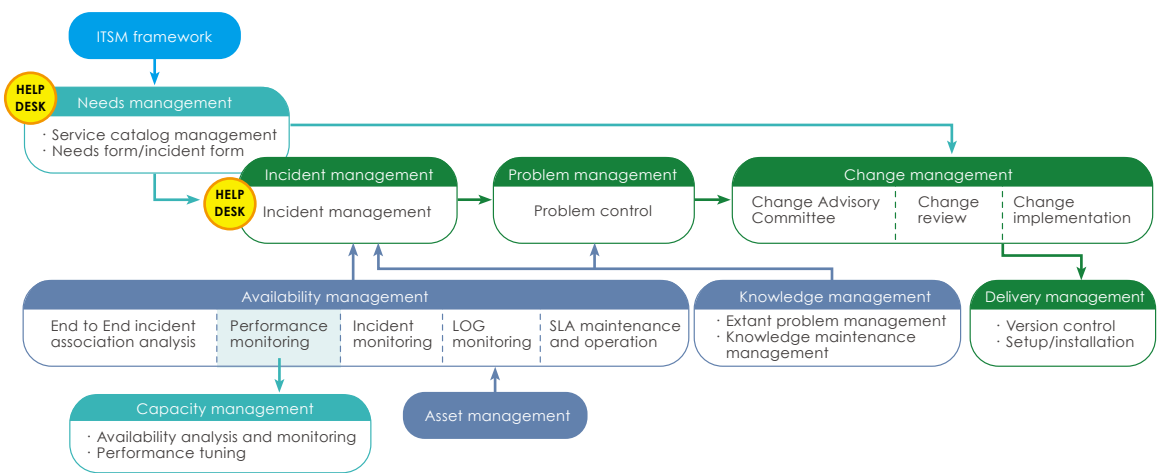 ITSM framework
HELP
DESK
Needs management
· Service catalog management
· Needs form/incident form
HELP
DESK
Incident management
Incident management
Problem management
Problem control
Change management
Change Advisory
Committee
Change
review
Change
implementation
Availability management
End to End incident
association analysis
Performance
monitoring
Incident
monitoring
LOG
monitoring
SLA maintenance
and operation
Knowledge management
· Extant problem management
· Knowledge maintenance
management
Delivery management
· Version control
· Setup/installation
Capacity management
· Availability analysis and monitoring
· Performance tuning
Asset management